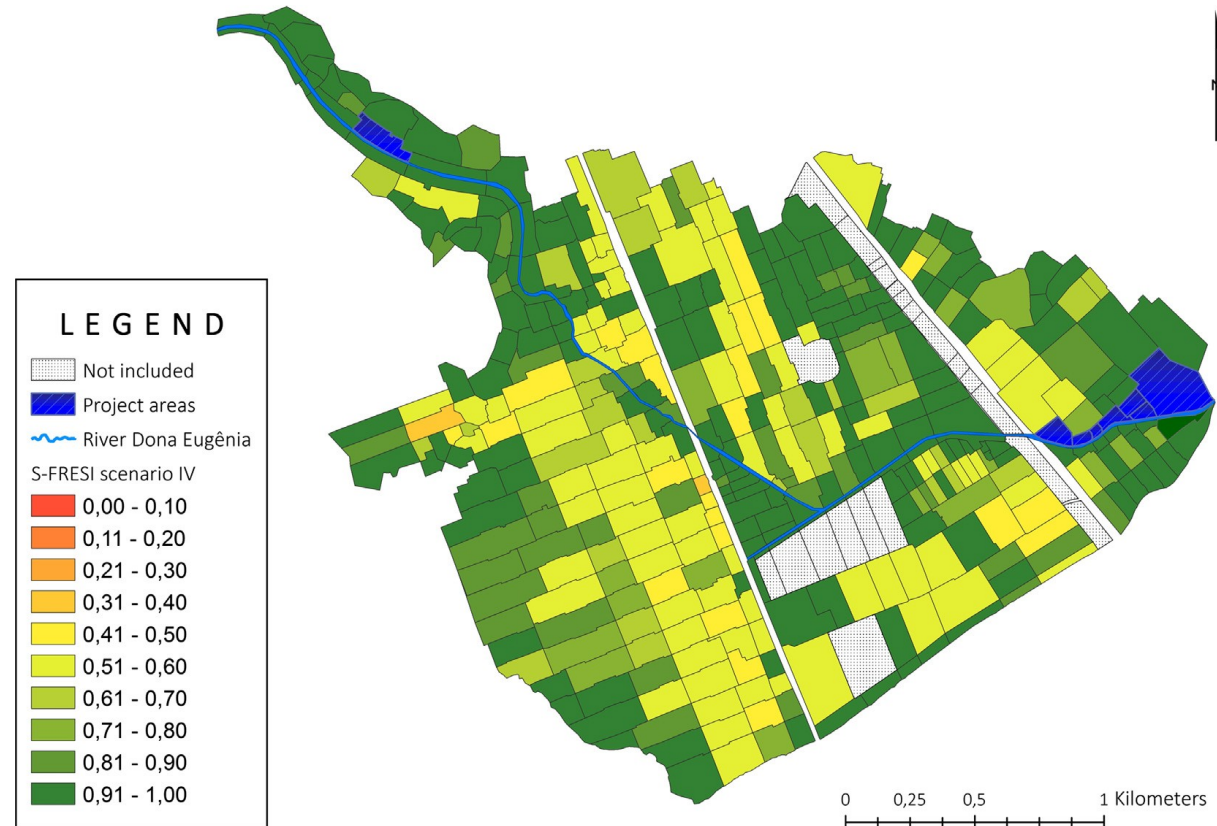 LEGEND
Not included
Project areas
River Dona Eugênia
S-FRESI scenario IV
0,00 - 0,10
0,11 - 0,20
0,21 - 0,30
0,31 - 0,40
0,41 - 0,50
0,51 - 0,60
0,61 - 0,70
0,71 - 0,80
0,81 - 0,90
0,91 - 1,00
0 0,25 0,5 1 Kilometers